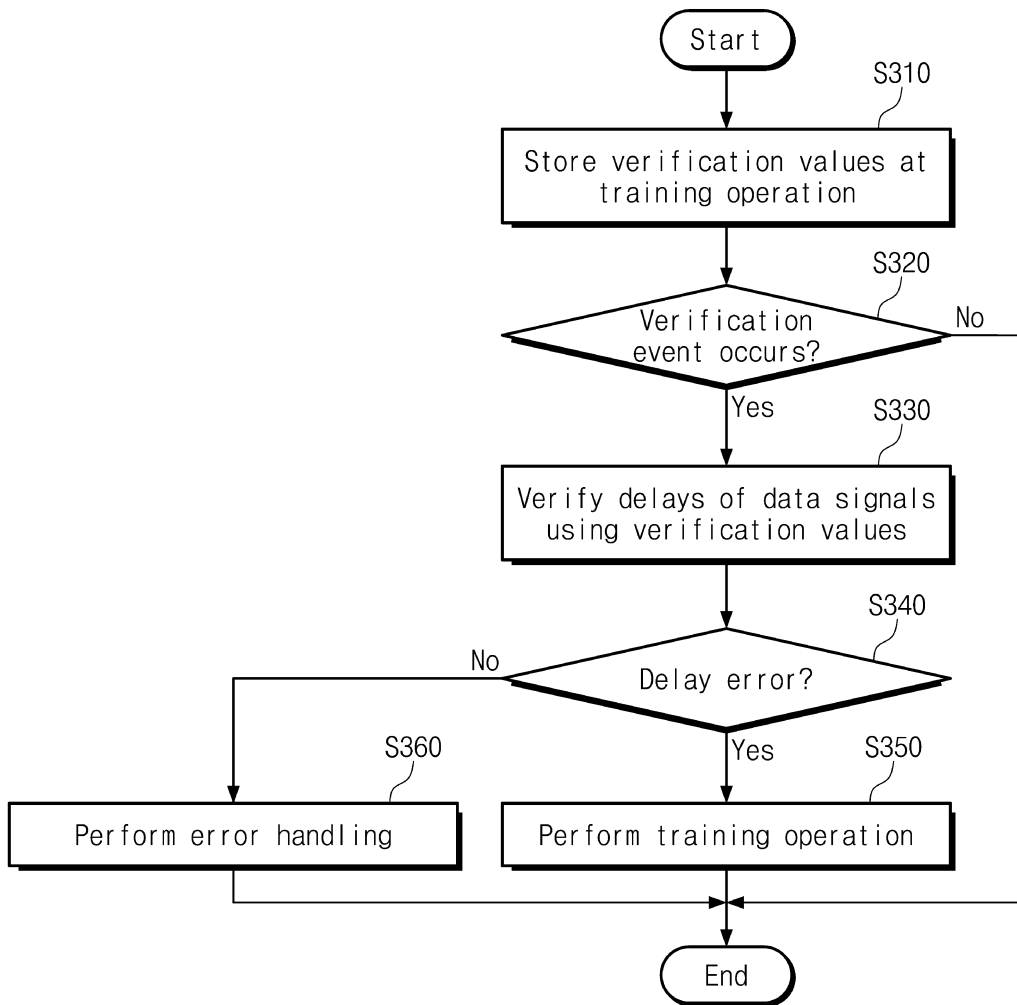 Start
S310
Store verification values at
training operation
S320
Verification
event occurs?
No
Yes
S330
Verify delays of data signals
using verification values
S340
Delay error?
No
Yes
S360
S350
Perform error handling
Perform training operation
End